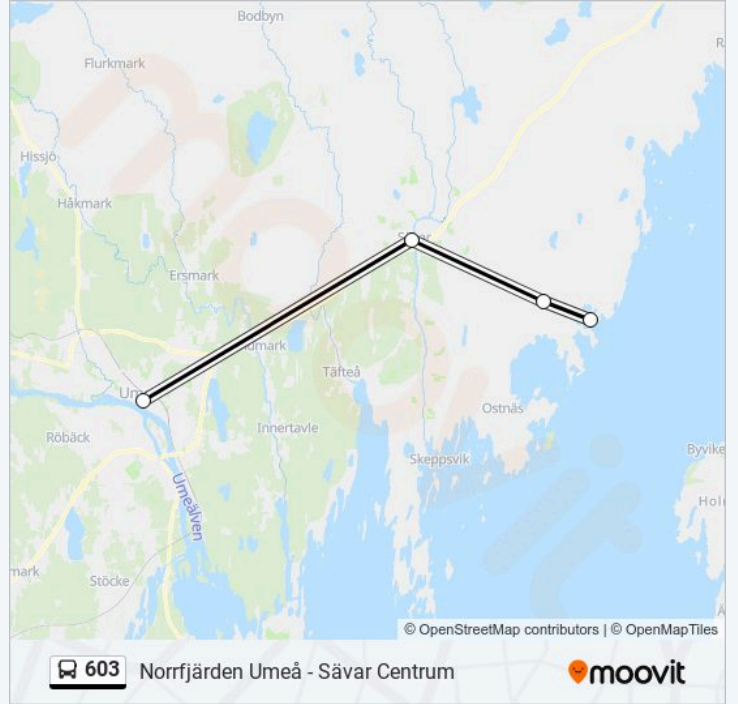 Bodbyn
Flurkmark
Hissjö
Håkmark
Ersmark
Täfteå
Ostnäs
Innertavle
Röbäck
Skeppsvik
Byvike
Umeälven
Stöcke
© OpenStreetMap contributors | © OpenMapTiles
603 Norrfjärden Umeå - Sävar Centrum
moovit